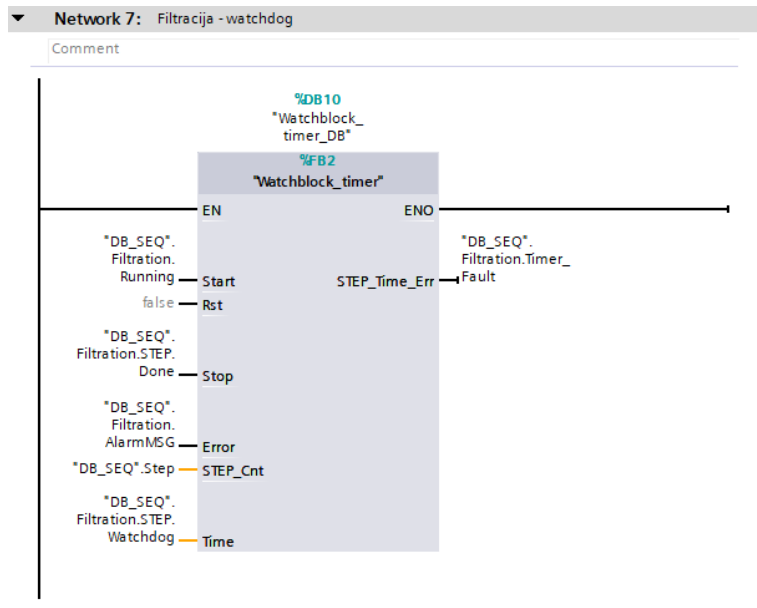 Network 7: Filtracija - watchdog
Comment
%DB10
"Watchblock_
timer_DB"
%FB2
"Watchblock_timer"
EN ENO
"DB_SEQ".
Filtration.
Running
Start
"DB_SEQ".
Filtration.Timer_
Fault
STEP_Time_Err
false Rst
"DB_SEQ".
Filtration.STEP.
Done
Stop
"DB_SEQ".
Filtration.
AlarmMSG
Error
"DB_SEQ".Step STEP_Cnt
"DB_SEQ".
Filtration.STEP.
Watchdog
Time